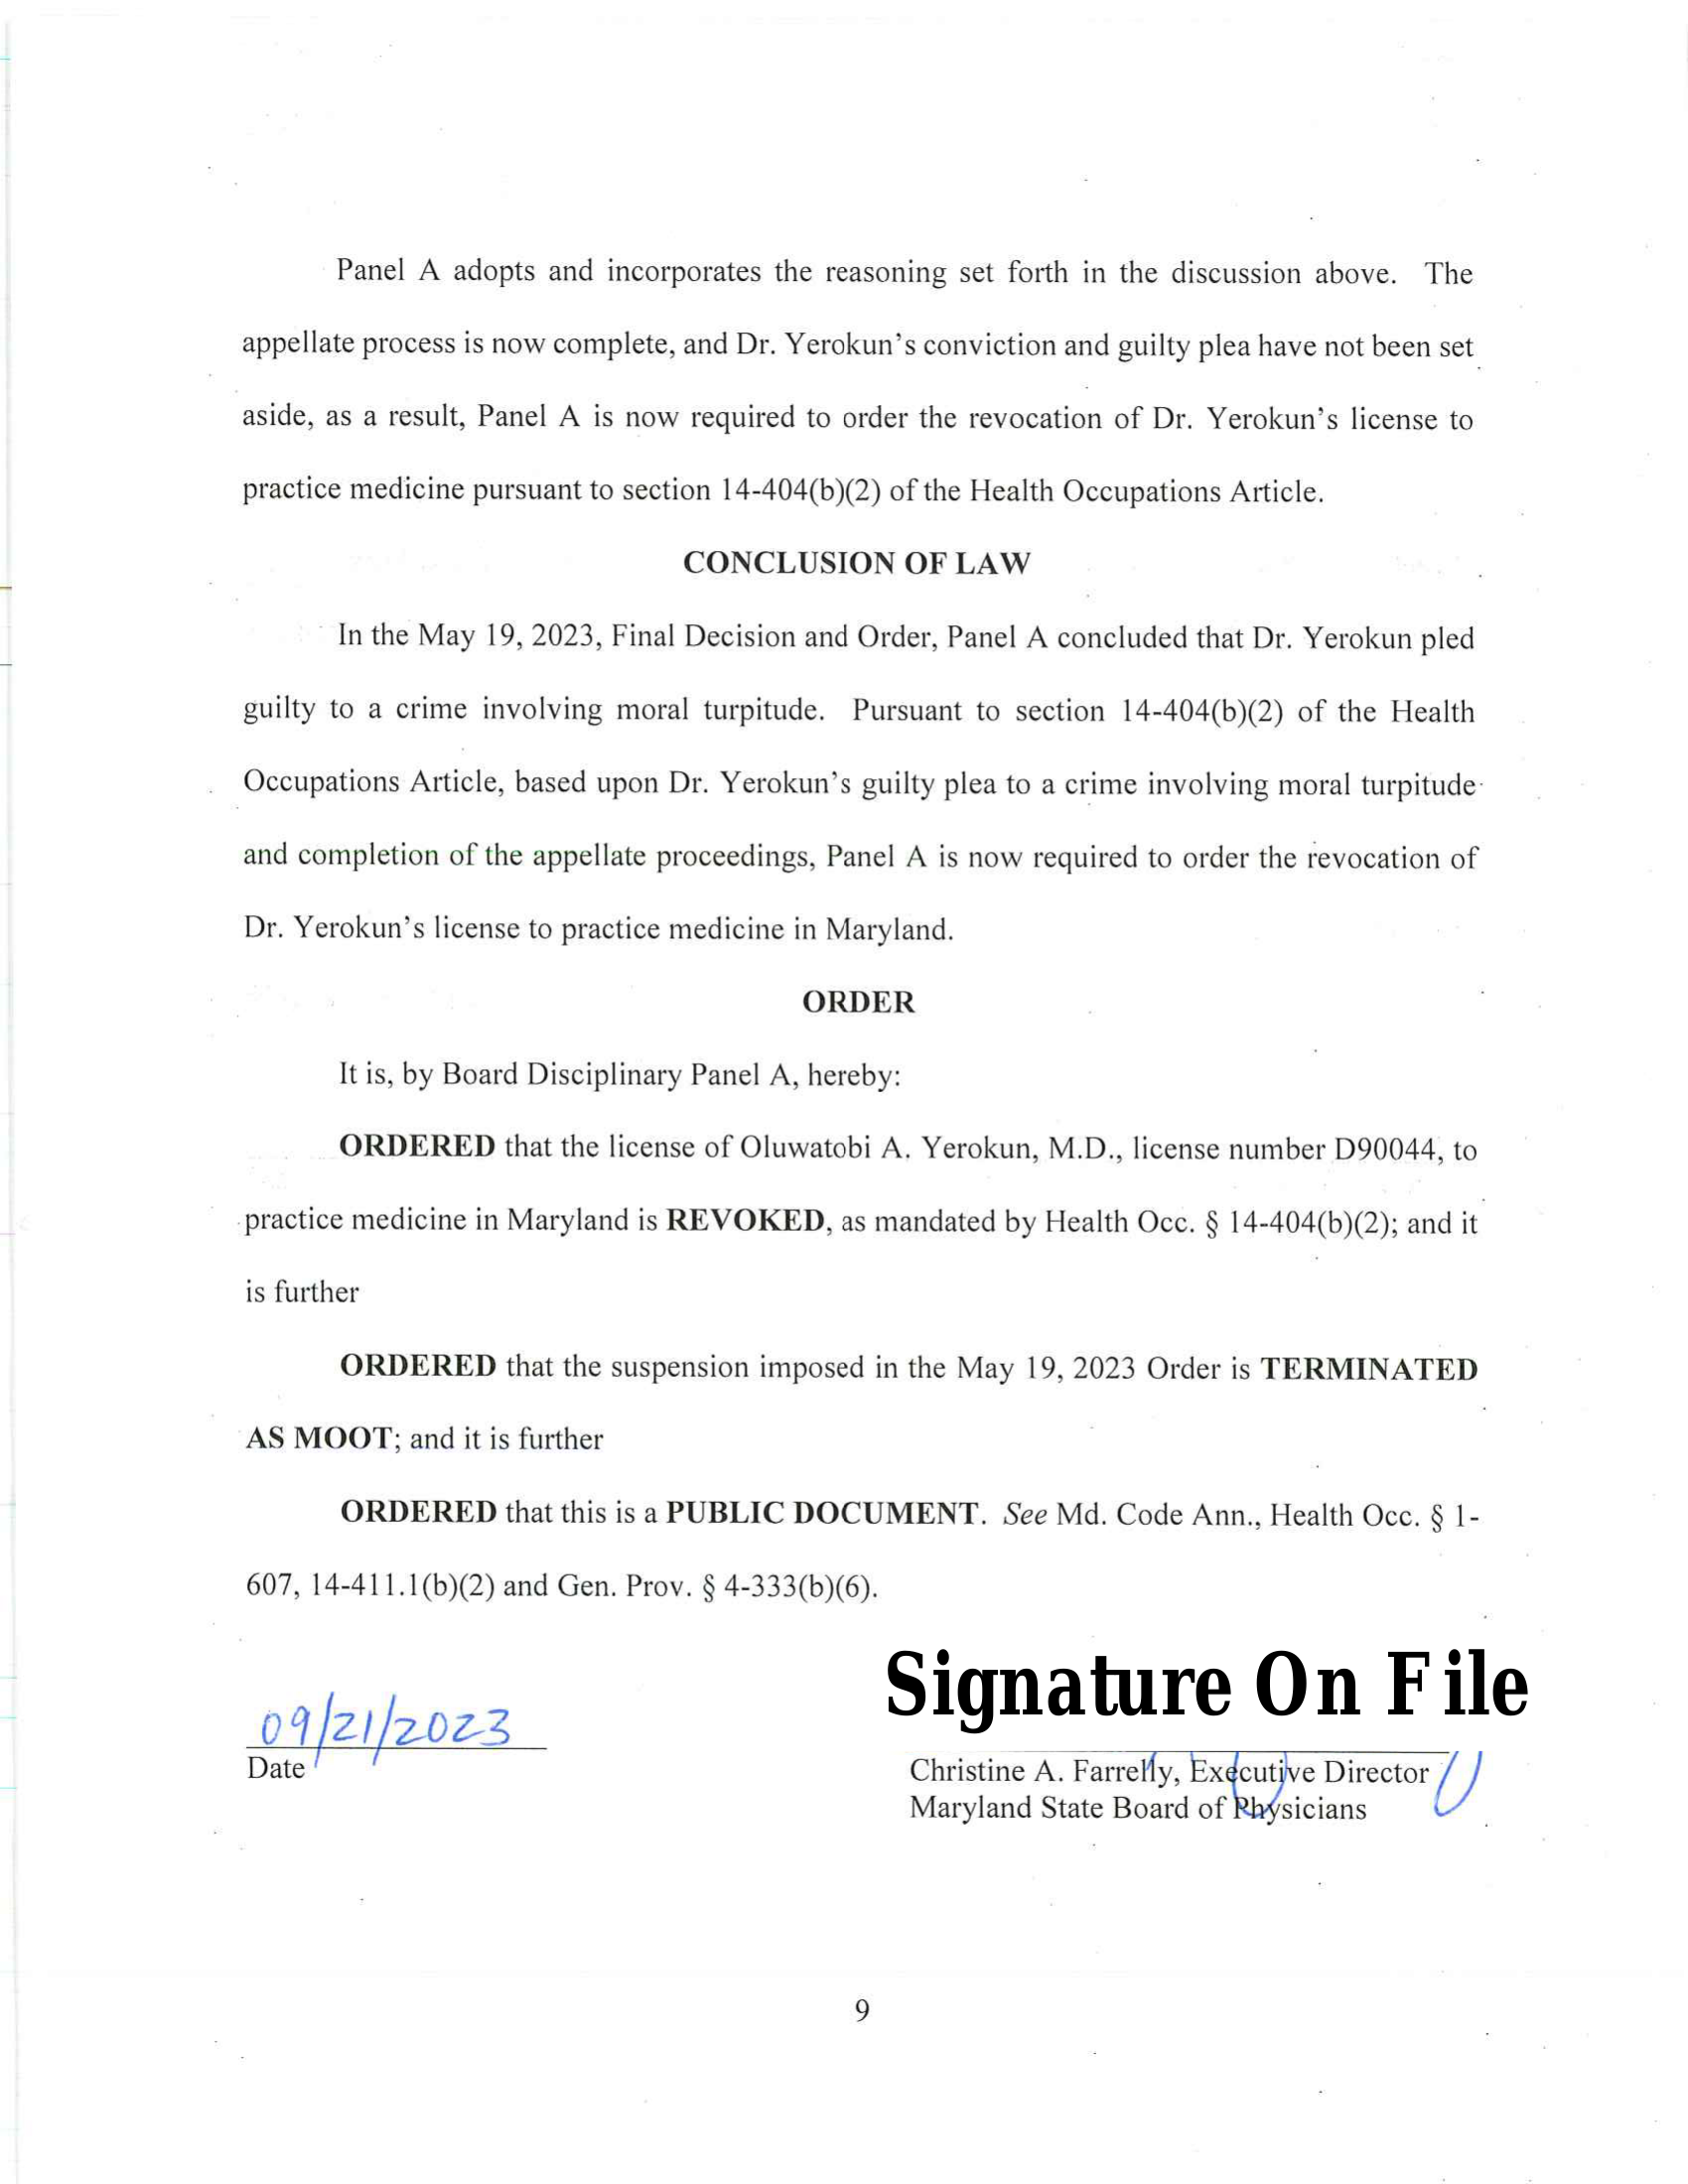 Panel A adopts and incorporates the reasoning set forth in the discussion above. The
appellate process is now complete, and Dr. Yerokun's conviction and guilty plea have not been set
aside, as a result, Panel A is now required to order the revocation of Dr. Yerokun's license to
practice medicine pursuant to section 14-404(b)(2) of the Health Occupations Article.
CONCLUSION OF LAW
In the May 19, 2023, Final Decision and Order, Panel A concluded that Dr. Yerokun pled
guilty to a crime involving moral turpitude. Pursuant to section 14-404(b)(2) of the Health
Occupations Article, based upon Dr. Yerokun's guilty plea to a crime involving moral turpitude
and completion of the appellate proceedings, Panel A is now required to order the revocation of
Dr. Yerokun's license to practice medicine in Maryland.
ORDER
It is, by Board Disciplinary Panel A, hereby:
ORDERED that the license of Oluwatobi A. Yerokun, M.D., license number D90044, to
practice medicine in Maryland is REVOKED, as mandated by Health Occ. § 14-404(b)(2); and it
is further
ORDERED that the suspension imposed in the May 19, 2023 Order is TERMINATED
AS MOOT; and it is further
ORDERED that this is a PUBLIC DOCUMENT. See Md. Code Ann., Health Occ. § 1-
607, 14-411.1(b)(2) and Gen. Prov. § 4-333(b)(6).
Signature On File
09/21/2023
Date
Christine A. Farrelly, Executive Director
Maryland State Board of Physicians
9